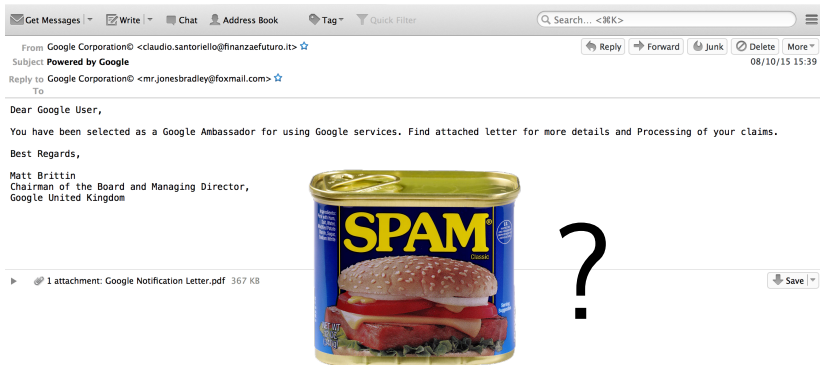 Get Messages Write Chat Address Book Tag Quick Filter Search... <⌘K>
From Google Corporation© <claudio.santoriello@finanzaefuturo.it> Reply Forward Junk Delete More
Subject Powered by Google 08/10/15 15:39
Reply to Google Corporation© <mr.jonesbradley@foxmail.com>
To
Dear Google User,
You have been selected as a Google Ambassador for using Google services. Find attached letter for more details and Processing of your claims.
Best Regards,
Matt Brittin
Chairman of the Board and Managing Director,
Google United Kingdom
SPAM®
Classic
?
1 attachment: Google Notification Letter.pdf 367 KB Save
NET WT